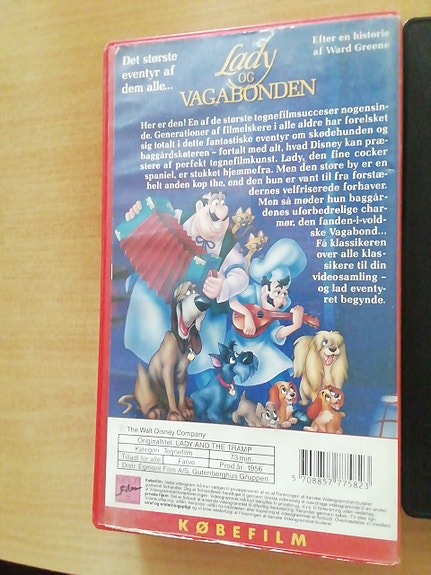 Det største
eventyr af
dem alle...
Efter en historie
af Ward Greene
Lady
OG
VAGABONDEN
Her er den! En af de største tegnefilmsucceser nogensin-
de. Generationer af filmelskere i alle aldre har forelsket
sig totalt i dette fantastiske eventyr om skødehunden og
baggårdskøteren - fortalt med alt, hvad Disney kan præ-
stere af perfekt tegnefilmkunst. Lady, den fine cocker
spaniel, er stukket hjemmefra. Men den store by er en
helt anden kop the, end den hun er vant til fra forstæ-
dernes velfriserede forhaver.
Men så møder hun baggår-
denes uforbedrelige char-
mør, den fanden-i-vold-
ske Vagabond...
Få klassikeren
over alle klas-
sikere til din
videosamling -
og lad eventy-
ret begynde.
© The Walt Disney Company
Originaltitel: LADY AND THE TRAMP
Kategori: Tegnefilm
73 min.
Tilladt for alle
Farve
Prod.år: 1956
Distr: Egmont Film A/S, Gutenberghus Gruppen
5 708857 775823
film
KØBEFILM